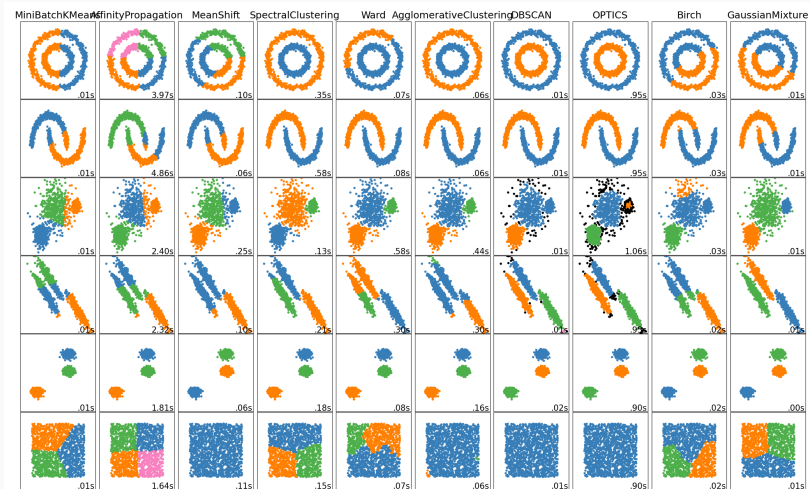 MiniBatchKMeans AffinityPropagation MeanShift SpectralClustering Ward AgglomerativeClustering DBSCAN OPTICS Birch GaussianMixture
.01s 3.97s .10s .35s .07s .06s .01s .95s .03s .01s
.01s 4.86s .06s .58s .08s .06s .01s .95s .03s .01s
.01s 2.40s .25s .13s .58s .44s .01s 1.06s .03s .01s
.01s 2.32s .10s .21s .30s .30s .01s .95s .02s .01s
.01s 1.81s .06s .18s .08s .16s .02s .90s .02s .00s
.01s 1.64s .11s .15s .07s .06s .01s .90s .02s .01s